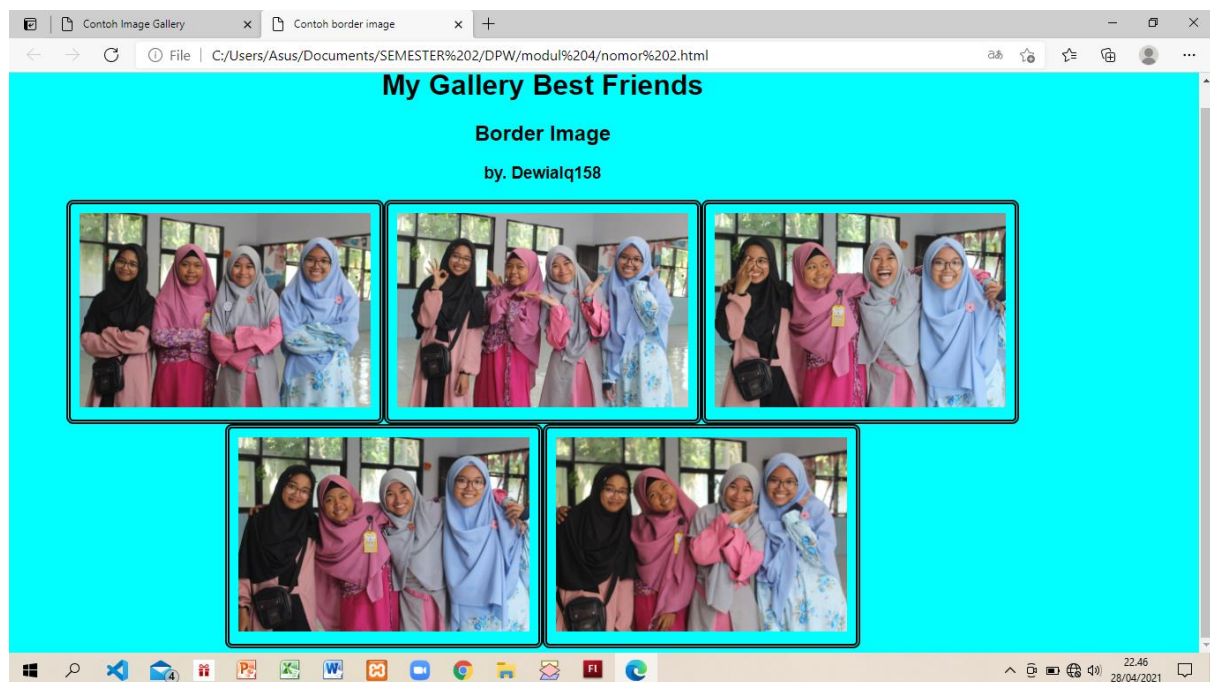 Contoh Image Gallery
Contoh border image
File
C:/Users/Asus/Documents/SEMESTER%202/DPW/modul%204/nomor%202.html
My Gallery Best Friends
Border Image
by. Dewialq158
4
22.46
28/04/2021